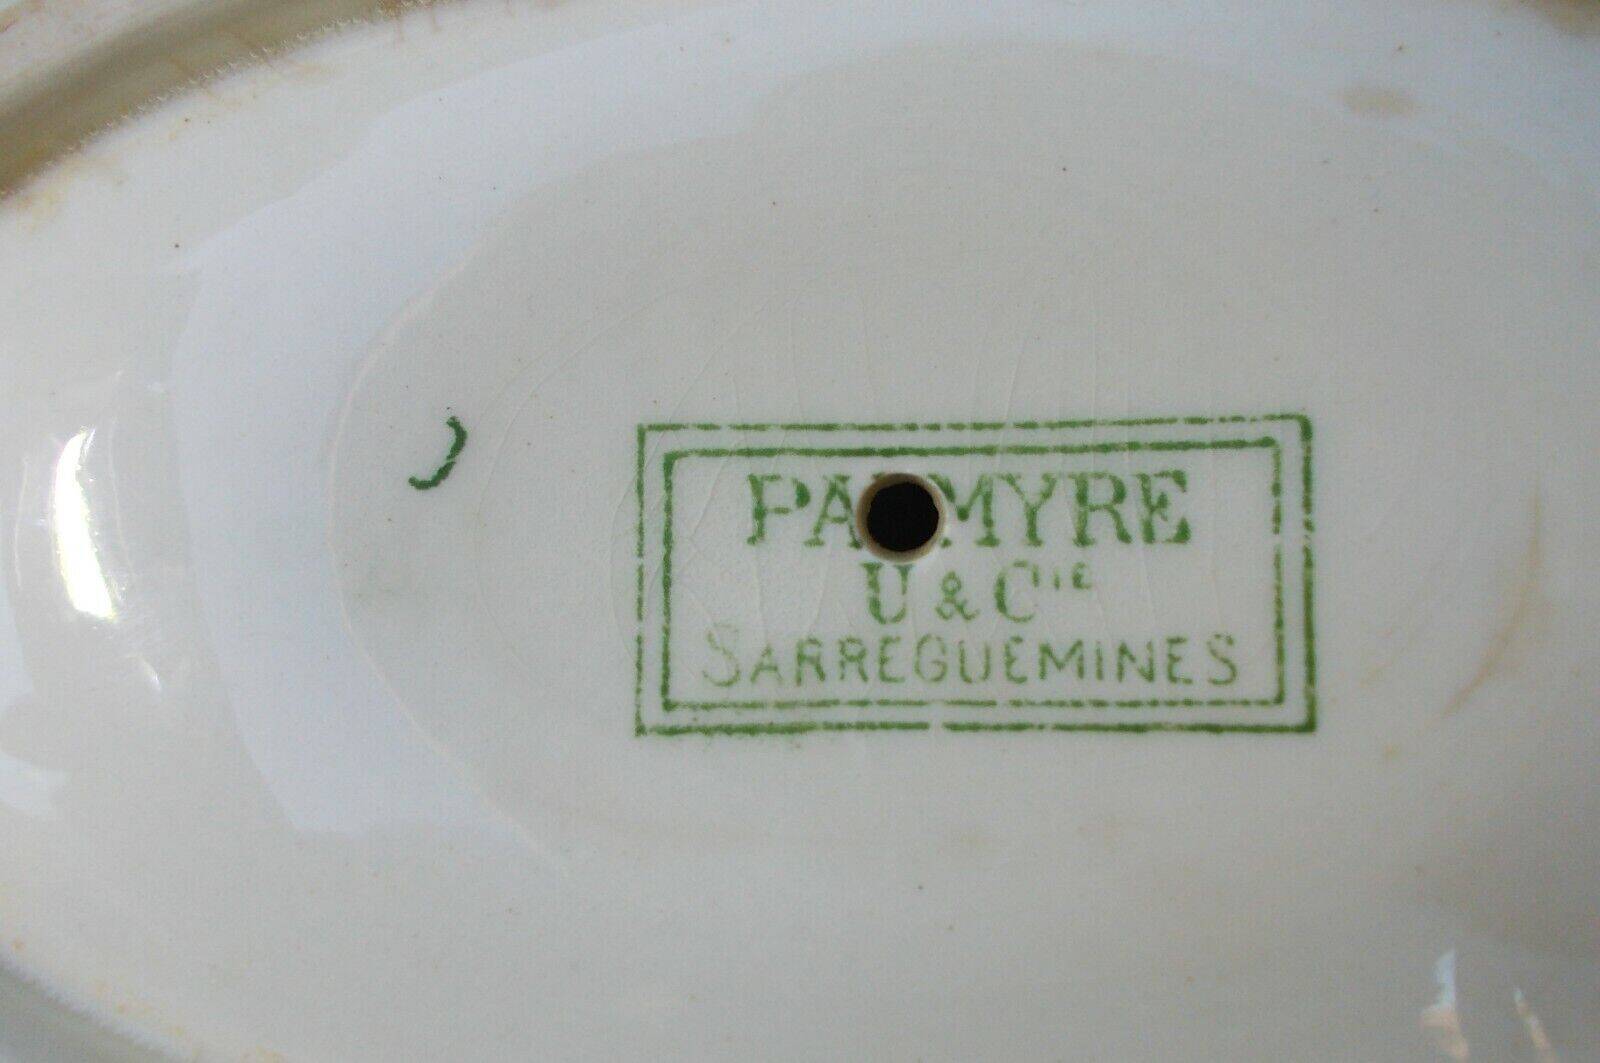 PALMYRE
U & Cie
SARREGUEMINES